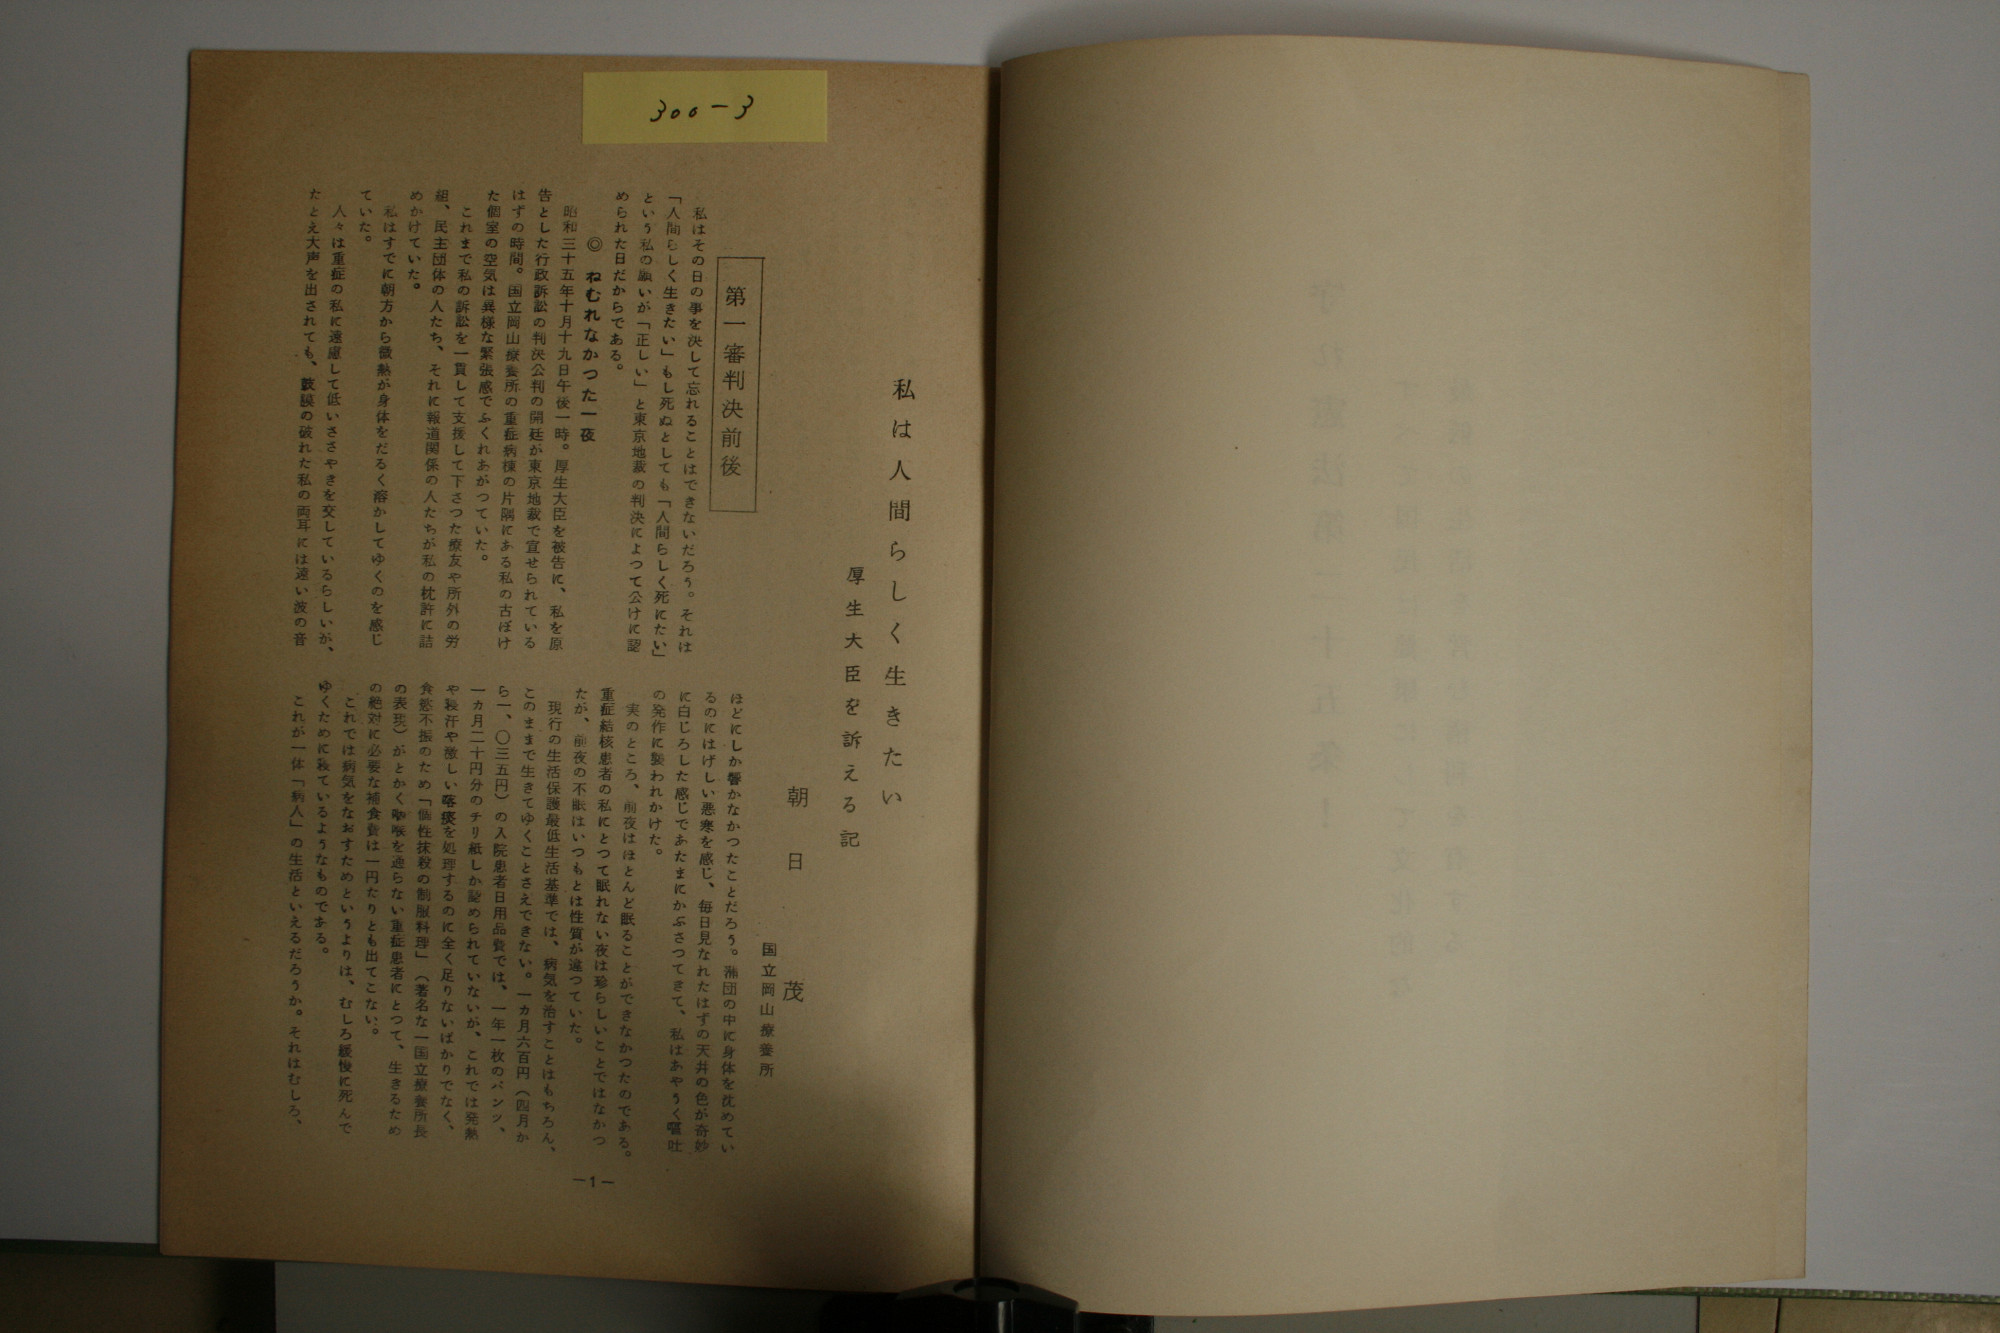 300-3
私は人間らしく生きたい
厚生大臣を訴える記
朝日茂
国立岡山療養所
第一審判決前後
私はその日の事を決して忘れることはできないだろう。それは
「人間らしく生きたい」もし死ぬとしても「人間らしく死にたい」
という私の願いが「正しい」と東京地裁の判決によつて公けに認
められた日だからである。
◎ ねむれなかつた一夜
昭和三十五年十月十九日午後一時。厚生大臣を被告に、私を原
告とした行政訴訟の判決公判の開廷が東京地裁で宣せられている
はずの時間。国立岡山療養所の重症病棟の片隅にある私の古ぼけ
た個室の空気は異様な緊張感でふくれあがつていた。
これまで私の訴訟を一貫して支援して下さつた療友や所外の労
組、民主団体の人たち、それに報道関係の人たちが私の枕許に詰
めかけていた。
私はすでに朝方から微熱が身体をだるく溶かしてゆくのを感じ
ていた。
人々は重症の私に遠慮して低いささやきを交しているらしいが、
たとえ大声を出されても、鼓膜の破れた私の両耳には遠い波の音
ほどにしか響かなかつたことだろう。蒲団の中に身体を沈めてい
るのにはげしい悪寒を感じ、毎日見なれたはずの天井の色が奇妙
に白じろした感じであたまにかぶさつてきて、私はあやうく嘔吐
の発作に襲われかけた。
実のところ、前夜はほとんど眠ることができなかつたのである。
重症結核患者の私にとつて眠れない夜は珍らしいことではなかつ
たが、前夜の不眠はいつもとは性質が違つていた。
現行の生活保護最低生活基準では、病気を治すことはもちろん、
このままで生きてゆくことさえできない。一カ月六百円(四月か
ら一、〇三五円)の入院患者日用品費では、一年一枚のパンツ、
一カ月二十円分のチリ紙しか認められていないが、これでは発熱
や寝汗や激しい喀痰を処理するのに全く足りないばかりでなく、
食慾不振のため「個性抹殺の制服料理」(著名な一国立療養所長
の表現)がとかく咽喉を通らない重症患者にとつて、生きるため
の絶対に必要な補食費は一円たりとも出てこない。
これでは病気をなおすためというよりは、むしろ緩慢に死んで
ゆくために寝ているようなものである。
これが一体「病人」の生活といえるだろうか。それはむしろ、
—1—